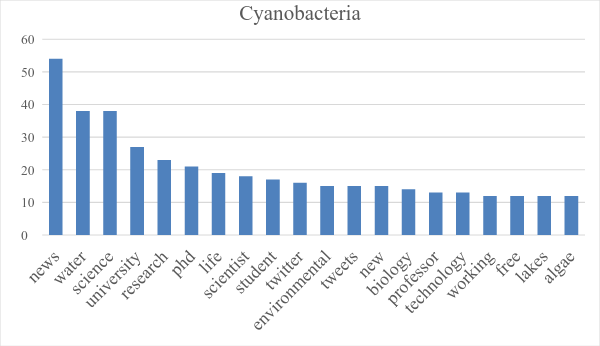 Cyanobacteria
60
50
40
30
20
10
0
news
water
science
university
research
phd
life
scientist
student
twitter
environmental
tweets
new
biology
professor
technology
working
free
lakes
algae